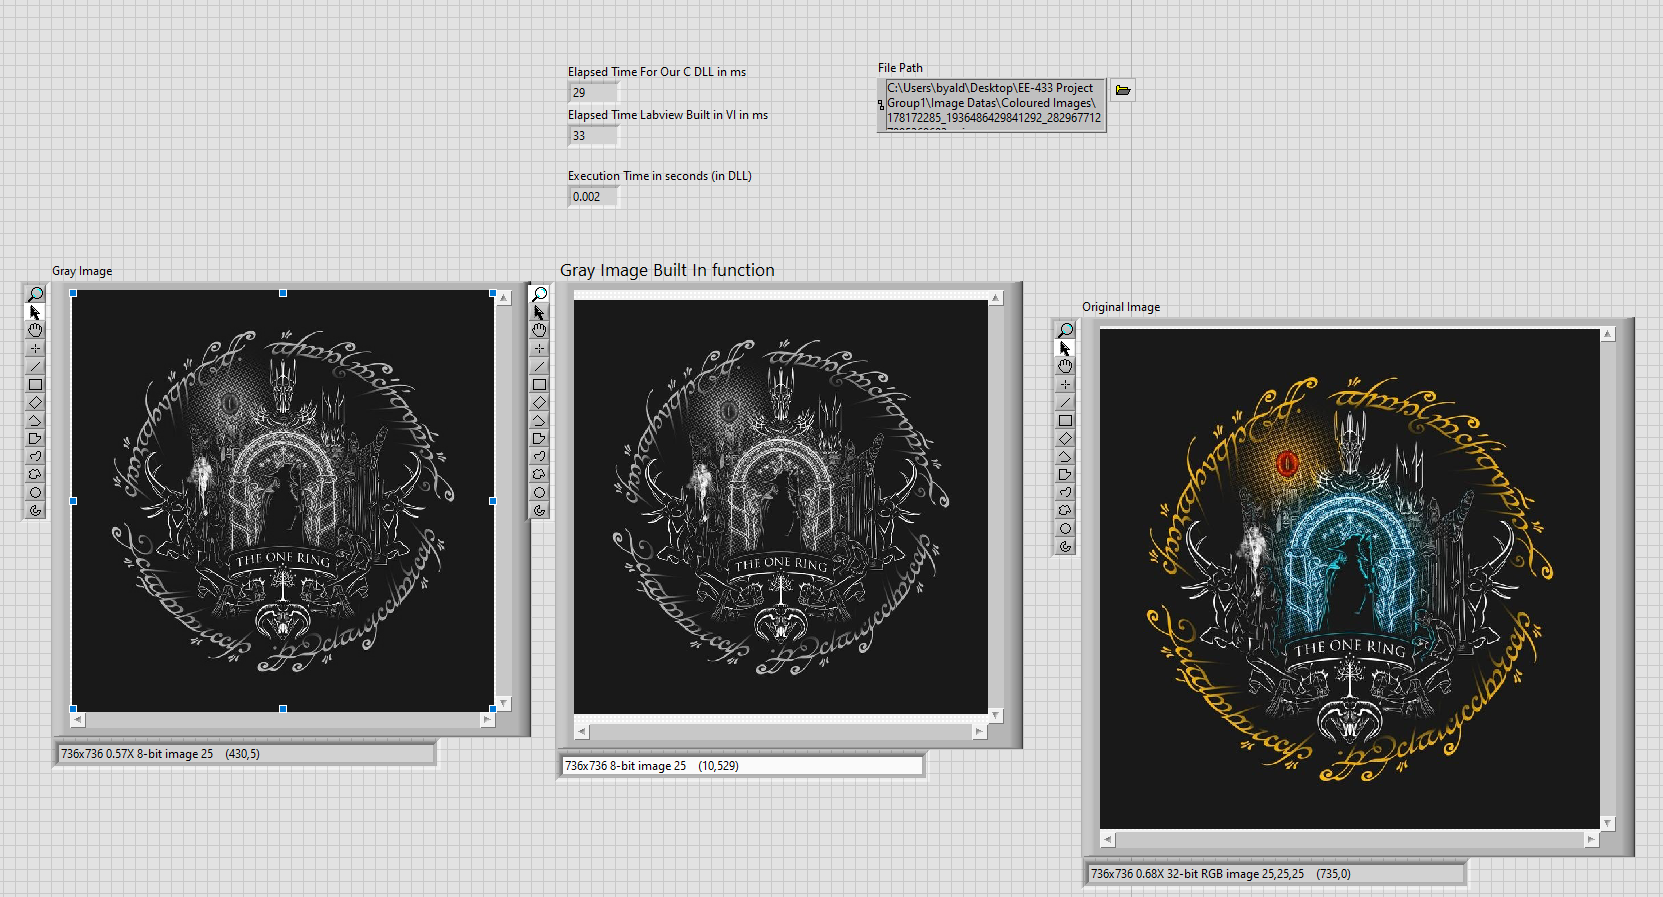 Elapsed Time For Our C DLL in ms
29
Elapsed Time Labview Built in VI in ms
33
Execution Time in seconds (in DLL)
0.002
File Path
C:\Users\byald\Desktop\EE-433 Project
Group1\Image Datas\Coloured Images\
178172285_1936486429841292_282967712
Gray Image
THE ONE RING
736x736 0.57X 8-bit image 25 (430,5)
Gray Image Built In function
THE ONE RING
736x736 8-bit image 25 (10,529)
Original Image
THE ONE RING
736x736 0.68X 32-bit RGB image 25,25,25 (735,0)